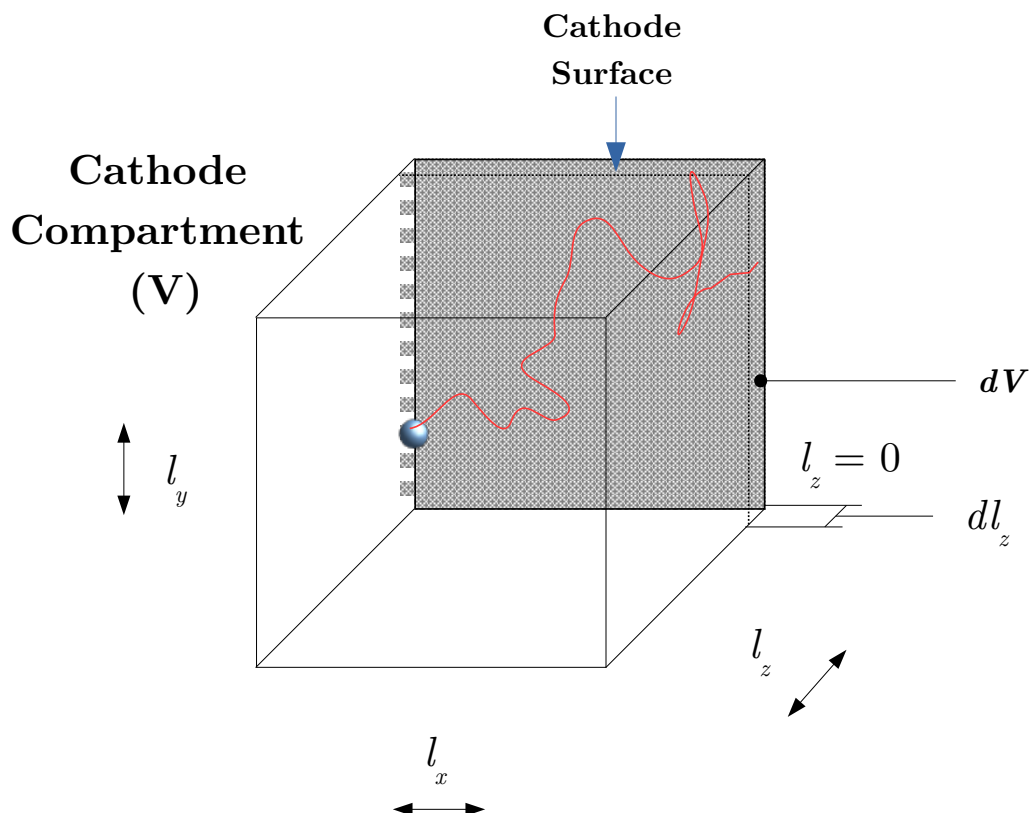 Cathode
Surface
Cathode
Compartment
(V)
dV
l_z = 0
l_y
dl_z
l_z
l_x